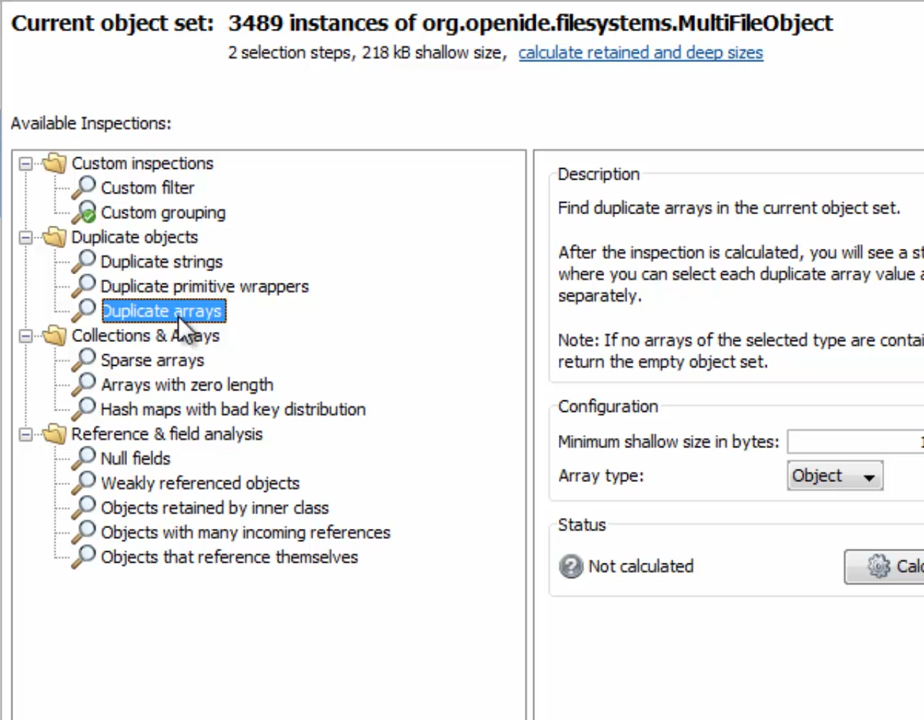 Current object set: 3489 instances of org.openide.filesystems.MultiFileObject
2 selection steps, 218 kB shallow size, calculate retained and deep sizes
Available Inspections:
Custom inspections
Custom filter
Custom grouping
Duplicate objects
Duplicate strings
Duplicate primitive wrappers
Duplicate arrays
Collections & Arrays
Sparse arrays
Arrays with zero length
Hash maps with bad key distribution
Reference & field analysis
Null fields
Weakly referenced objects
Objects retained by inner class
Objects with many incoming references
Objects that reference themselves
Description
Find duplicate arrays in the current object set.
After the inspection is calculated, you will see a
where you can select each duplicate array value
separately.
Note: If no arrays of the selected type are
return the empty object set.
Configuration
Minimum shallow size in bytes:
Array type: Object
Status
Not calculated